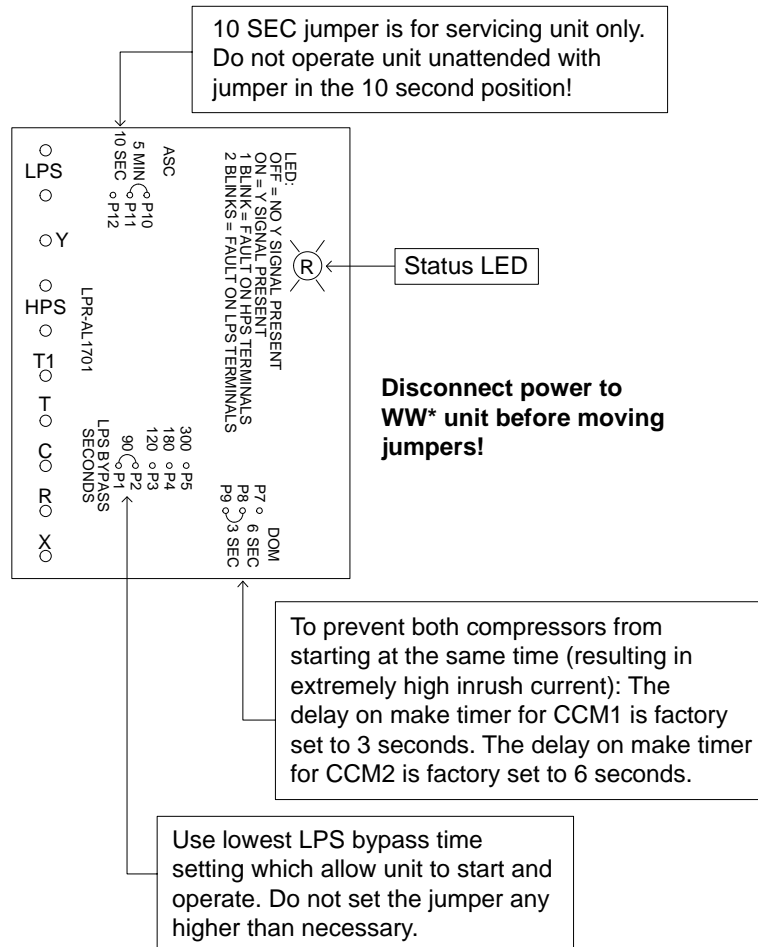 10 SEC jumper is for servicing unit only.
Do not operate unit unattended with
jumper in the 10 second position!
LPS
Y
HPS
T1
T
C
R
X
ASC
5 MIN
10 SEC
P10
P11
P12
LPR-AL1701
LED:
OFF = NO Y SIGNAL PRESENT
ON = Y SIGNAL PRESENT
1 BLINK = FAULT ON HPS TERMINALS
2 BLINKS = FAULT ON LPS TERMINALS
R
Status LED
Disconnect power to
WW* unit before moving
jumpers!
300 P5
180 P4
120 P3
90 P2
P1
LPS BYPASS
SECONDS
DOM
P7 6 SEC
P8
P9 3 SEC
To prevent both compressors from
starting at the same time (resulting in
extremely high inrush current): The
delay on make timer for CCM1 is factory
set to 3 seconds. The delay on make timer
for CCM2 is factory set to 6 seconds.
Use lowest LPS bypass time
setting which allow unit to start and
operate. Do not set the jumper any
higher than necessary.